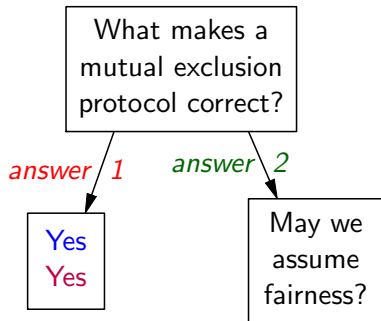 What makes a
mutual exclusion
protocol correct?
answer 1
answer 2
Yes
Yes
May we
assume
fairness?